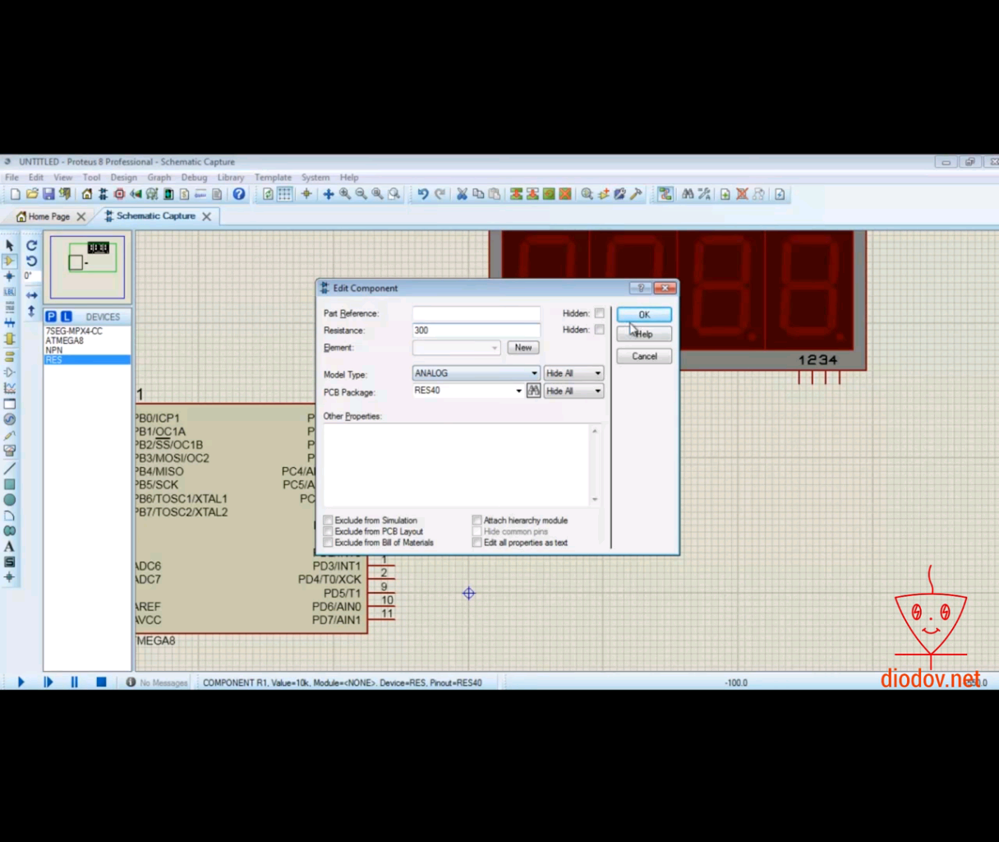 UNTITLED - Proteus 8 Professional - Schematic Capture
File Edit View Tool Design Graph Debug Library Template System Help
Home Page Schematic Capture
0°
P L DEVICES
7SEG-MPX4-CC
ATMEGA8
NPN
RES
Edit Component
Part Reference:
Hidden:
OK
Resistance: 300
Hidden:
Help
Element:
New
Cancel
Model Type: ANALOG Hide All
PCB Package: RES40 Hide All
Other Properties:
Exclude from Simulation
Attach hierarchy module
Exclude from PCB Layout
Hide common pins
Exclude from Bill of Materials
Edit all properties as text
1234
1
PB0/ICP1
PB1/OC1A
PB2/SS/OC1B
PB3/MOSI/OC2
PB4/MISO PC4/A
PB5/SCK PC5/A
PB6/TOSC1/XTAL1 PC
PB7/TOSC2/XTAL2
ADC6 PD3/INT1 1
ADC7 PD4/T0/XCK 2
PD5/T1 9
AREF PD6/AIN0 10
AVCC PD7/AIN1 11
TMEGA8
LBL
A
S
No Messages COMPONENT R1, Value=10k, Module=<NONE>. Device=RES, Pinout=RES40 -100.0
diodov.net